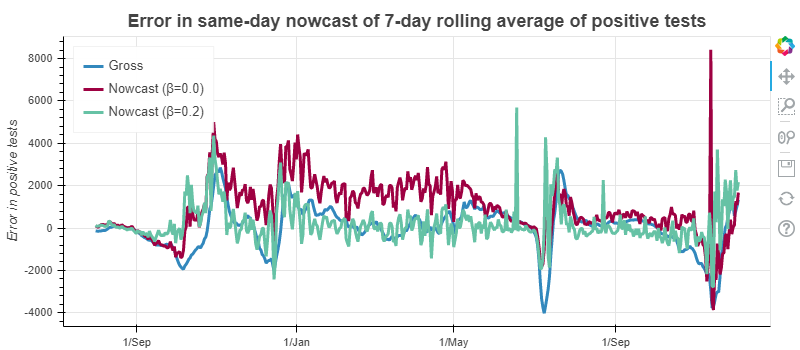 Error in same-day nowcast of 7-day rolling average of positive tests
Gross
Nowcast (β=0.0)
Nowcast (β=0.2)
Error in positive tests
8000
6000
4000
2000
0
-2000
-4000
1/Sep
1/Jan
1/May
1/Sep